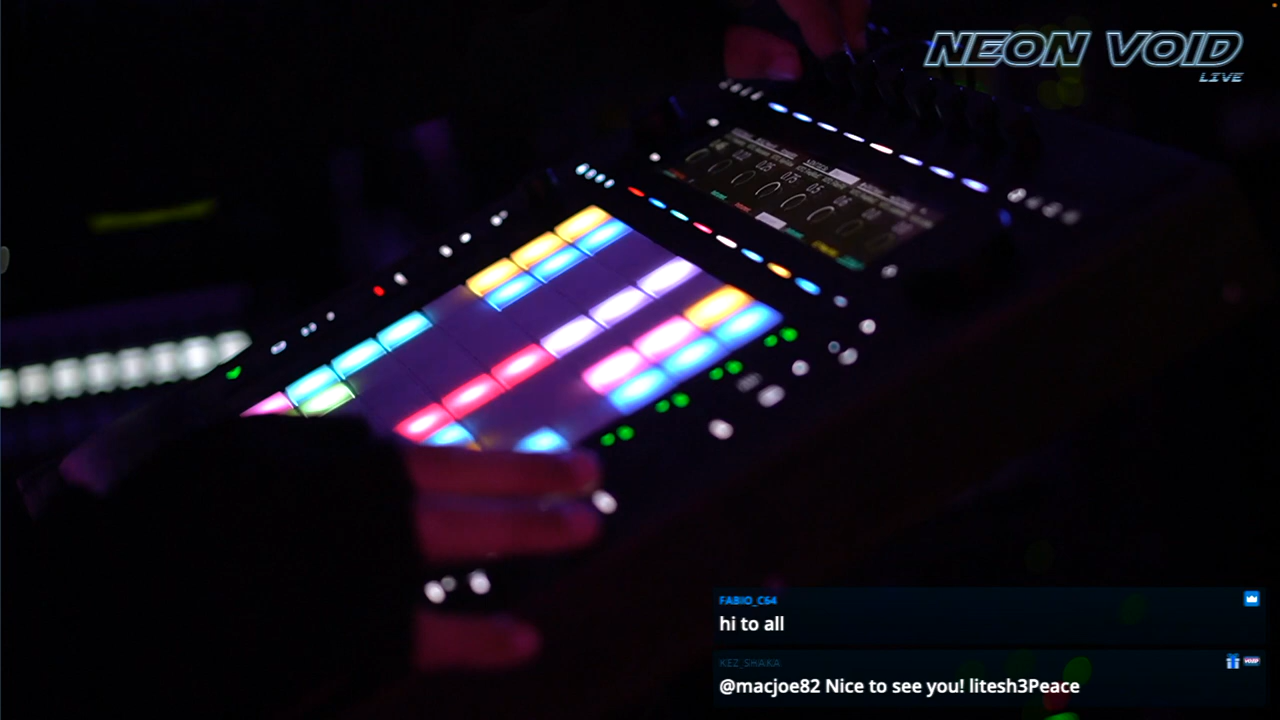 NEON VOID
LIVE
FABIO_C64
hi to all
KEZ_SHAKA
@macjoe82 Nice to see you! litesh3Peace